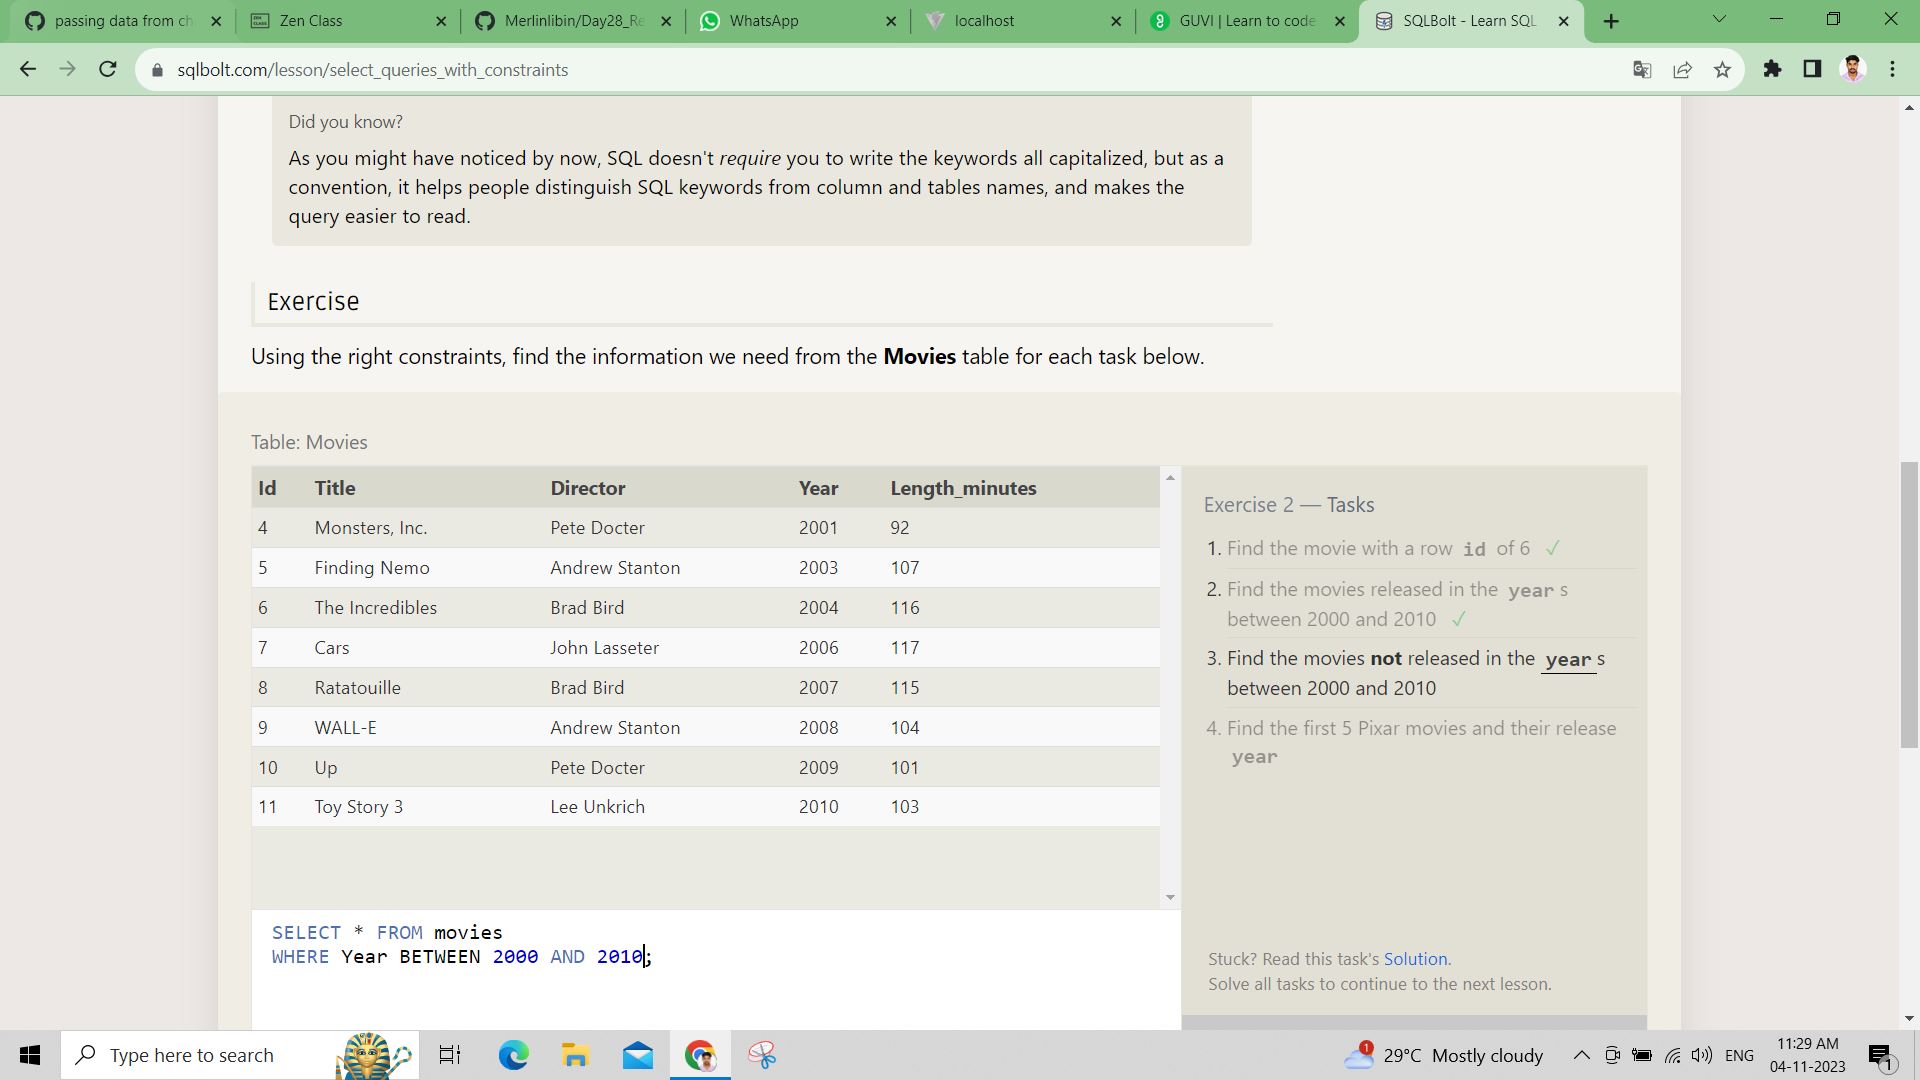 passing data from ch
Zen Class
Merlinlibin/Day28_Re
WhatsApp
localhost
GUVI | Learn to code
SQLBolt - Learn SQL
sqlbolt.com/lesson/select_queries_with_constraints
Did you know?
As you might have noticed by now, SQL doesn't require you to write the keywords all capitalized, but as a
convention, it helps people distinguish SQL keywords from column and tables names, and makes the
query easier to read.
Exercise
Using the right constraints, find the information we need from the Movies table for each task below.
Table: Movies
Id Title Director Year Length_minutes
4 Monsters, Inc. Pete Docter 2001 92
5 Finding Nemo Andrew Stanton 2003 107
6 The Incredibles Brad Bird 2004 116
7 Cars John Lasseter 2006 117
8 Ratatouille Brad Bird 2007 115
9 WALL-E Andrew Stanton 2008 104
10 Up Pete Docter 2009 101
11 Toy Story 3 Lee Unkrich 2010 103
SELECT * FROM movies
WHERE Year BETWEEN 2000 AND 2010;
Exercise 2 — Tasks
1. Find the movie with a row id of 6 ✓
2. Find the movies released in the year s
between 2000 and 2010 ✓
3. Find the movies not released in the year s
between 2000 and 2010
4. Find the first 5 Pixar movies and their release
year
Stuck? Read this task's Solution.
Solve all tasks to continue to the next lesson.
Type here to search
1
29°C Mostly cloudy
ENG
11:29 AM
04-11-2023
1